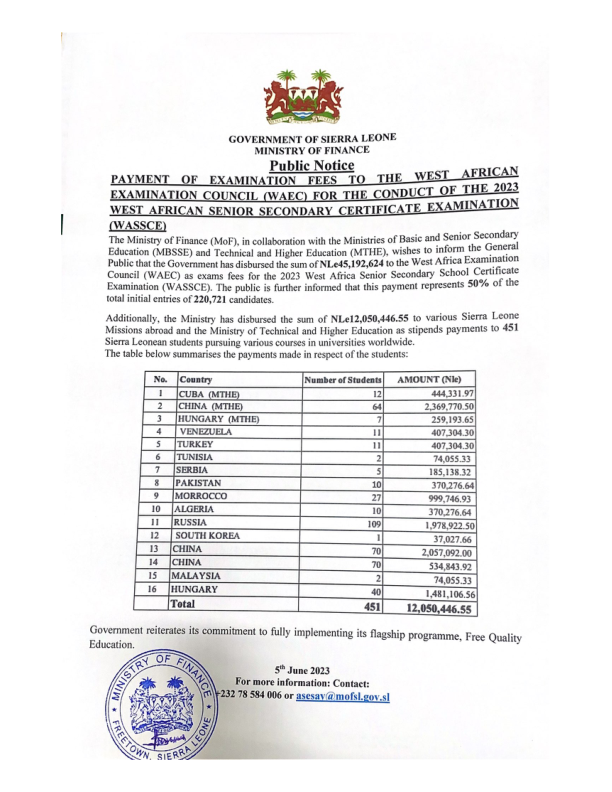 GOVERNMENT OF SIERRA LEONE
MINISTRY OF FINANCE
Public Notice
PAYMENT OF EXAMINATION FEES TO THE WEST AFRICAN
EXAMINATION COUNCIL (WAEC) FOR THE CONDUCT OF THE 2023
WEST AFRICAN SENIOR SECONDARY CERTIFICATE EXAMINATION
(WASSCE)
The Ministry of Finance (MoF), in collaboration with the Ministries of Basic and Senior Secondary
Education (MBSSE) and Technical and Higher Education (MTHE), wishes to inform the General
Public that the Government has disbursed the sum of NLe45,192,624 to the West Africa Examination
Council (WAEC) as exams fees for the 2023 West Africa Senior Secondary School Certificate
Examination (WASSCE). The public is further informed that this payment represents 50% of the
total initial entries of 220,721 candidates.
Additionally, the Ministry has disbursed the sum of NLe12,050,446.55 to various Sierra Leone
Missions abroad and the Ministry of Technical and Higher Education as stipends payments to 451
Sierra Leonean students pursuing various courses in universities worldwide.
The table below summarises the payments made in respect of the students:
No. Country Number of Students AMOUNT (Nle)
1 CUBA (MTHE) 12 444,331.97
2 CHINA (MTHE) 64 2,369,770.50
3 HUNGARY (MTHE) 7 259,193.65
4 VENEZUELA 11 407,304.30
5 TURKEY 11 407,304.30
6 TUNISIA 2 74,055.33
7 SERBIA 5 185,138.32
8 PAKISTAN 10 370,276.64
9 MORROCCO 27 999,746.93
10 ALGERIA 10 370,276.64
11 RUSSIA 109 1,978,922.50
12 SOUTH KOREA 1 37,027.66
13 CHINA 70 2,057,092.00
14 CHINA 70 534,843.92
15 MALAYSIA 2 74,055.33
16 HUNGARY 40 1,481,106.56
Total 451 12,050,446.55
Government reiterates its commitment to fully implementing its flagship programme, Free Quality
Education.
5th June 2023
For more information: Contact:
+232 78 584 006 or asesay@mofsl.gov.sl
MINISTRY OF FINANCE
FREETOWN, SIERRA LEONE